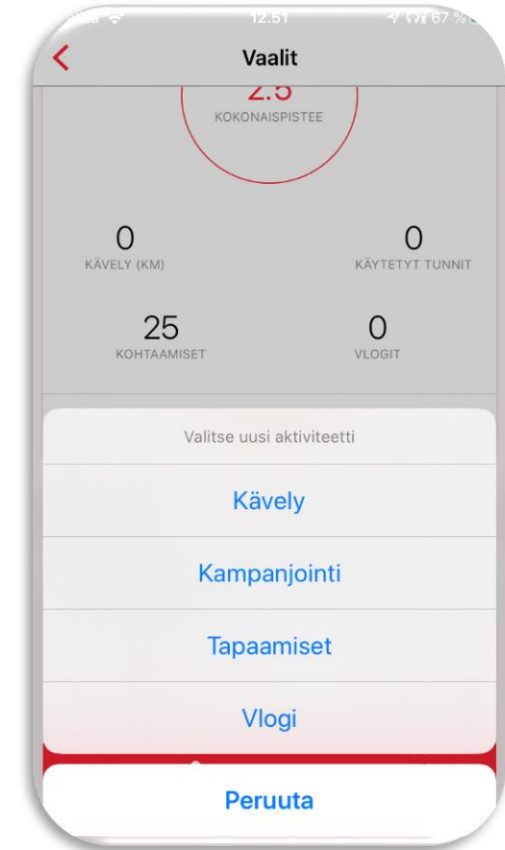 12.51
67 %
Vaalit
2.5
KOKONAISPISTEE
0
KÄVELY (KM)
0
KÄYTETYT TUNNIT
25
KOHTAAMISET
0
VLOGIT
Valitse uusi aktiviteetti
Kävely
Kampanjointi
Tapaamiset
Vlogi
Peruuta